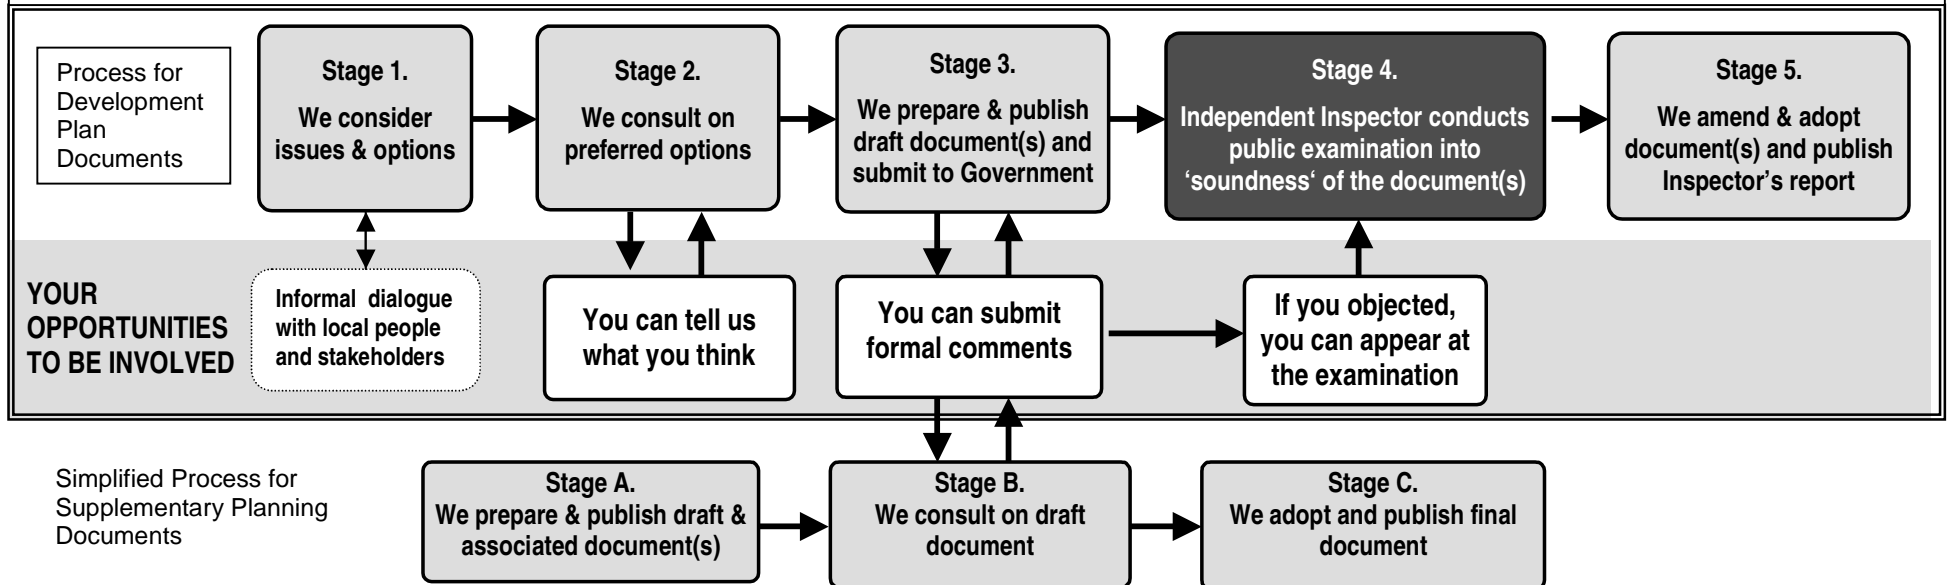 Process for
Development
Plan
Documents
Stage 1.
We consider
issues & options
Stage 2.
We consult on
preferred options
Stage 3.
We prepare & publish
draft document(s) and
submit to Government
Stage 4.
Independent Inspector conducts
public examination into
‘soundness‘ of the document(s)
Stage 5.
We amend & adopt
document(s) and publish
Inspector’s report
YOUR
OPPORTUNITIES
TO BE INVOLVED
Informal dialogue
with local people
and stakeholders
You can tell us
what you think
You can submit
formal comments
If you objected,
you can appear at
the examination
Simplified Process for
Supplementary Planning
Documents
Stage A.
We prepare & publish draft &
associated document(s)
Stage B.
We consult on draft
document
Stage C.
We adopt and publish final
document